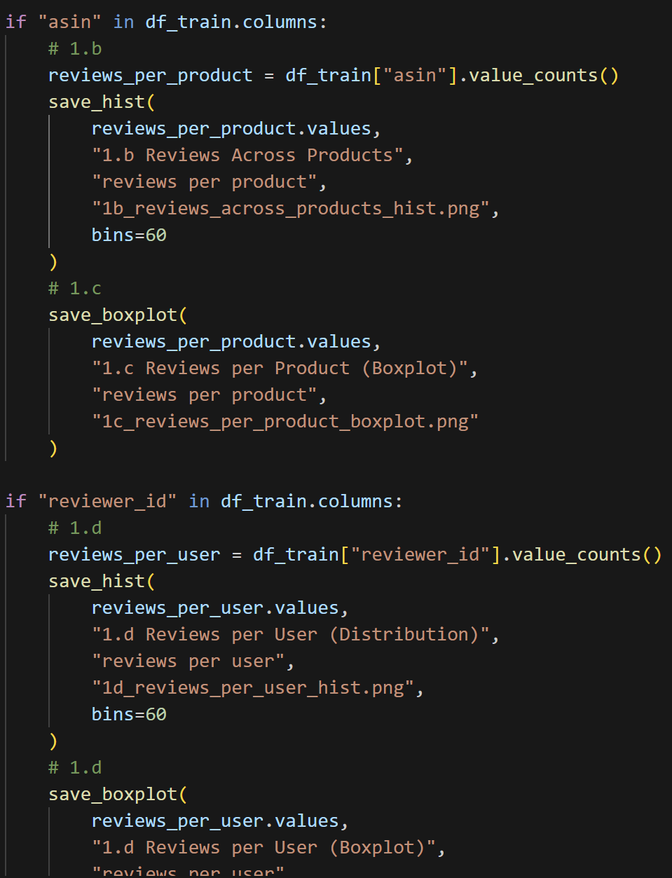 if "asin" in df_train.columns:
    # 1.b
    reviews_per_product = df_train["asin"].value_counts()
    save_hist(
        reviews_per_product.values,
        "1.b Reviews Across Products",
        "reviews per product",
        "1b_reviews_across_products_hist.png",
        bins=60
    )
    # 1.c
    save_boxplot(
        reviews_per_product.values,
        "1.c Reviews per Product (Boxplot)",
        "reviews per product",
        "1c_reviews_per_product_boxplot.png"
    )

if "reviewer_id" in df_train.columns:
    # 1.d
    reviews_per_user = df_train["reviewer_id"].value_counts()
    save_hist(
        reviews_per_user.values,
        "1.d Reviews per User (Distribution)",
        "reviews per user",
        "1d_reviews_per_user_hist.png",
        bins=60
    )
    # 1.d
    save_boxplot(
        reviews_per_user.values,
        "1.d Reviews per User (Boxplot)",
        "reviews per user"